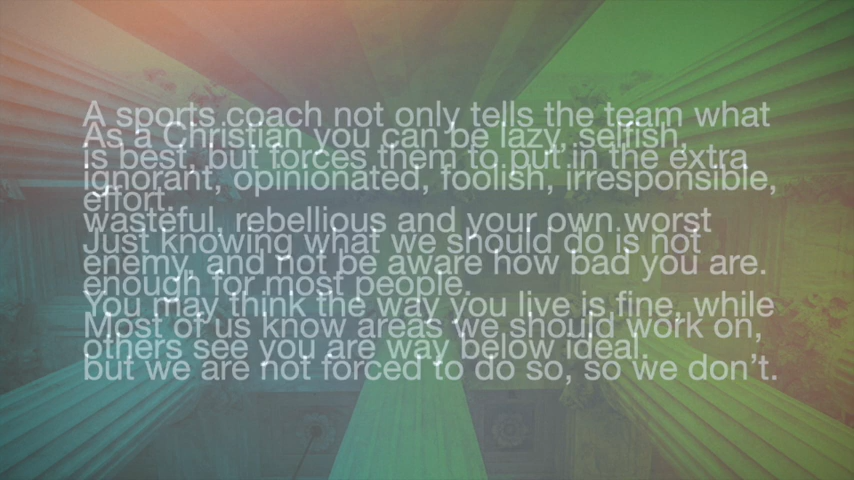 A sports coach not only tells the team what
As a Christian you can be lazy, selfish,
is best, but forces them to put in the extra
ignorant, opinionated, foolish, irresponsible,
effort.
wasteful, rebellious and your own worst
Just knowing what we should do is not
enemy, and not be aware how bad you are.
enough for most people.
You may think the way you live is fine, while
Most of us know areas we should work on,
others see you are way below ideal.
but we are not forced to do so, so we don’t.